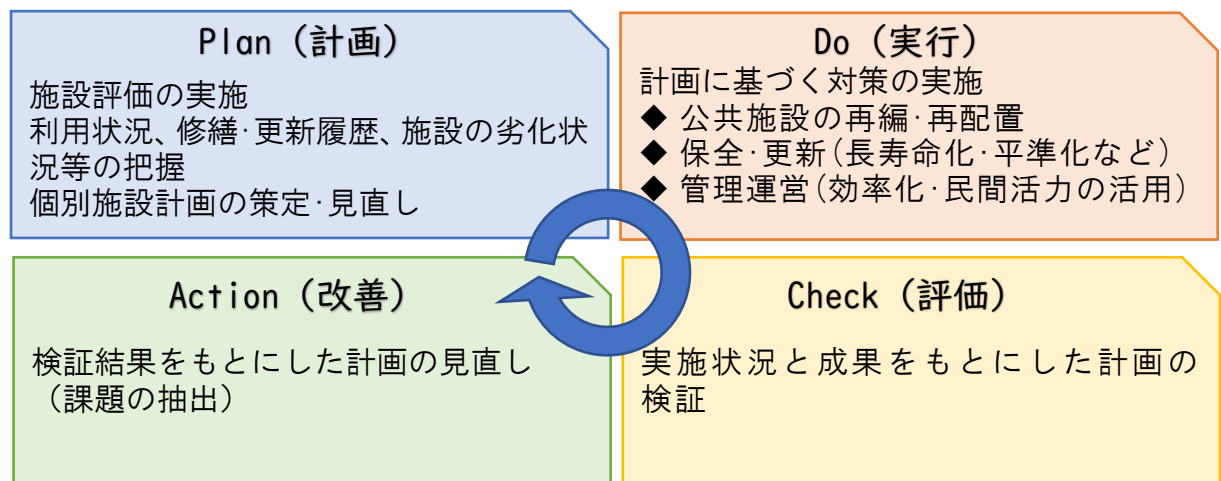 Plan（計画）
施設評価の実施
利用状況、修繕･更新履歴、施設の劣化状
況等の把握
個別施設計画の策定･見直し
Do（実行）
計画に基づく対策の実施
◆ 公共施設の再編･再配置
◆ 保全･更新（長寿命化･平準化など）
◆ 管理運営（効率化･民間活力の活用）
Action（改善）
検証結果をもとにした計画の見直し
（課題の抽出）
Check（評価）
実施状況と成果をもとにした計画の
検証